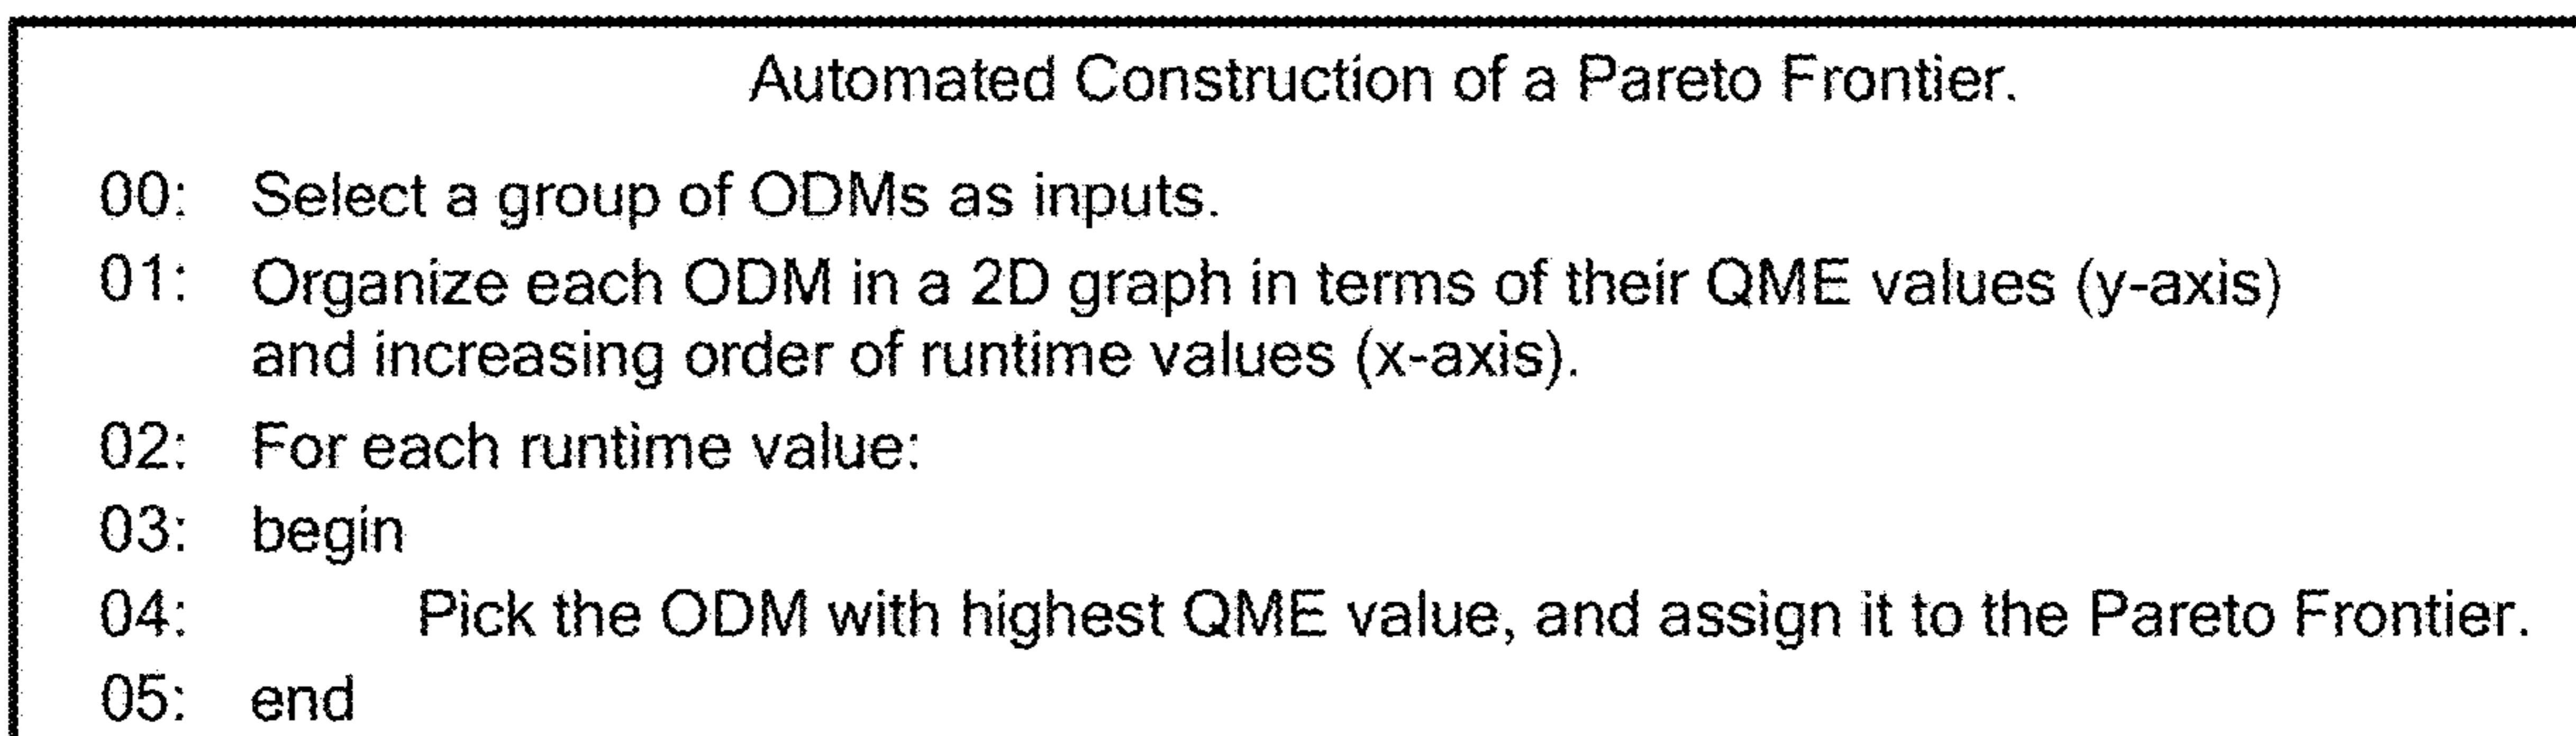 Automated Construction of a Pareto Frontier.
00: Select a group of ODMs as inputs.
01: Organize each ODM in a 2D graph in terms of their QME values (y-axis)
and increasing order of runtime values (x-axis).
02: For each runtime value:
03: begin
04: Pick the ODM with highest QME value, and assign it to the Pareto Frontier.
05: end